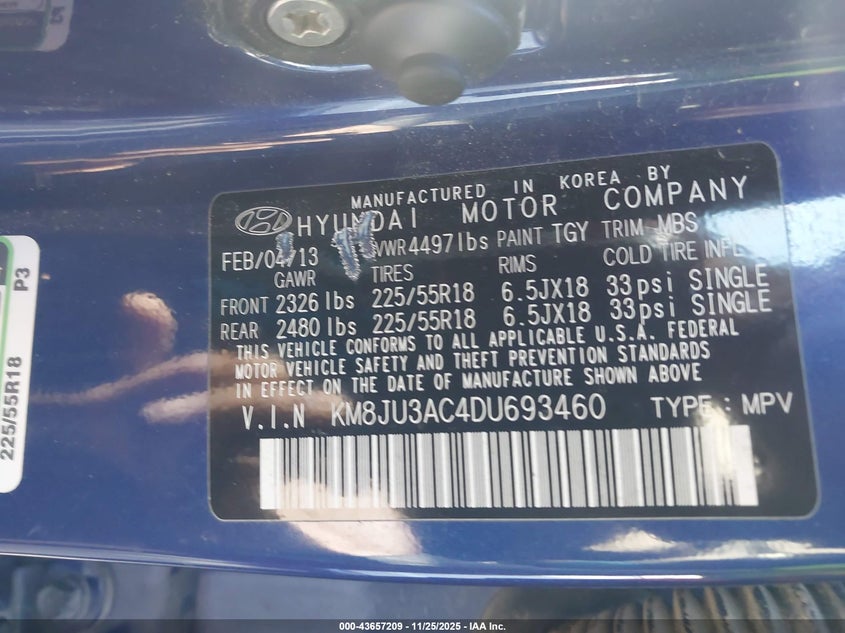 MANUFACTURED IN KOREA BY
HYUNDAI MOTOR COMPANY
FEB/04/13 VWR 4497 lbs PAINT TGY TRIM MBS
GAWR TIRES RIMS COLD TIRE INFL
FRONT 2326 lbs 225/55R18 6.5JX18 33psi SINGLE
REAR 2480 lbs 225/55R18 6.5JX18 33psi SINGLE
THIS VEHICLE CONFORMS TO ALL APPLICABLE U.S.A. FEDERAL
MOTOR VEHICLE SAFETY AND THEFT PREVENTION STANDARDS
IN EFFECT ON THE DATE OF MANUFACTURE SHOWN ABOVE
V.I.N KM8JU3AC4DU693460 TYPE : MPV
P3
225/55R18
000-43657209 - 11/25/2025 - IAA Inc.